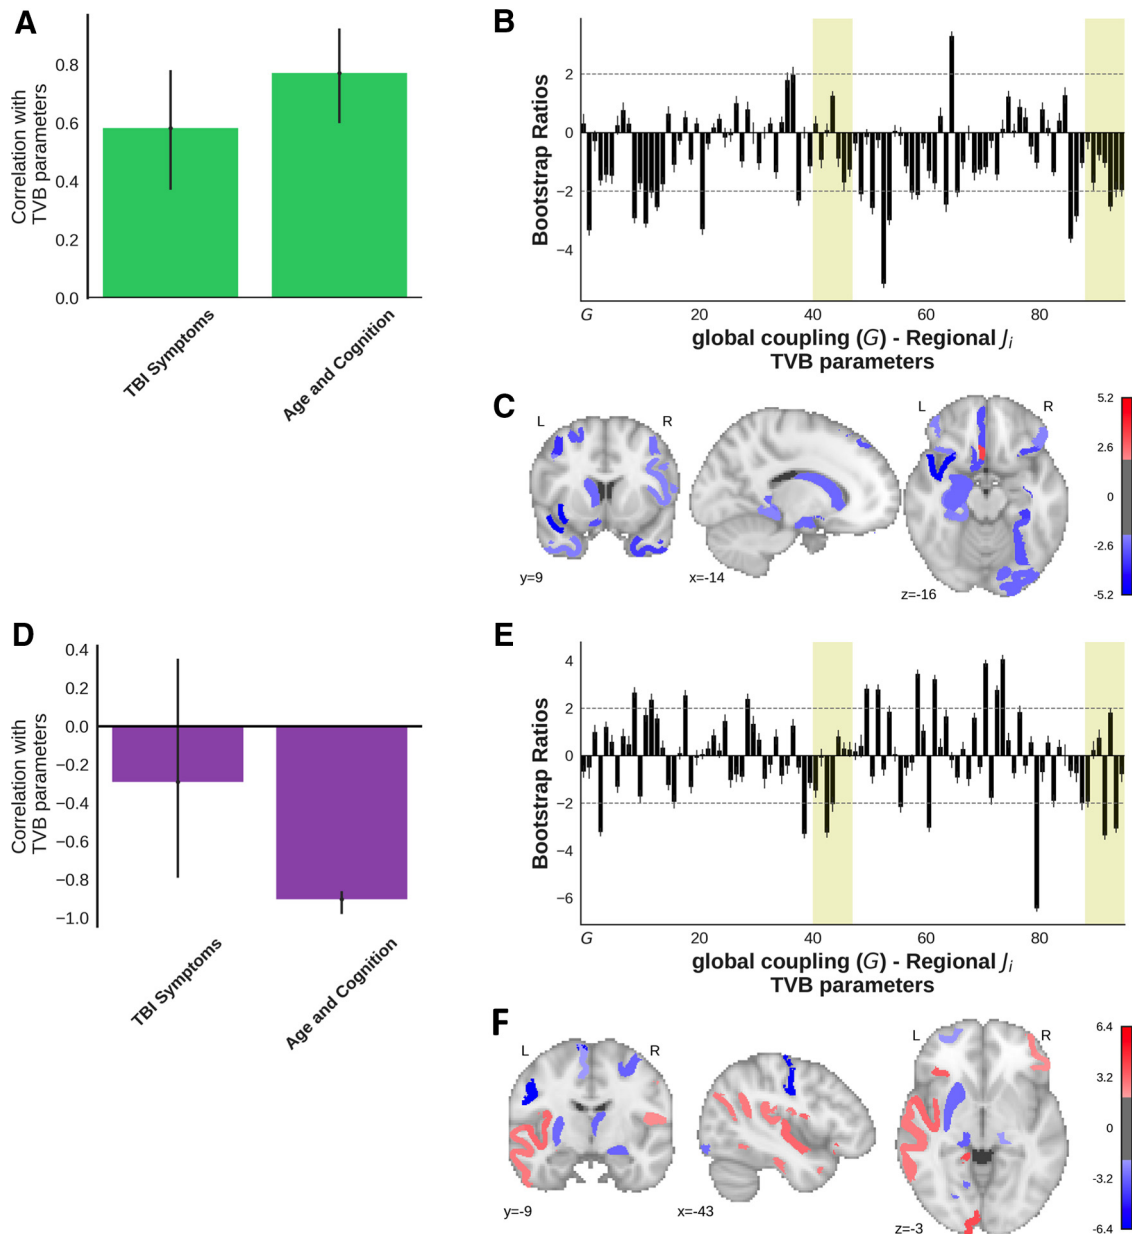 A
Correlation with
TVB parameters
0.8
0.6
0.4
0.2
0.0
TBI Symptoms
Age and Cognition
B
Bootstrap Ratios
2
0
−2
−4
G
20
40
60
80
global coupling (G) - Regional Ji
TVB parameters
C
L
R
y=9
x=-14
L
R
z=-16
5.2
2.6
0
-2.6
-5.2
D
Correlation with
TVB parameters
0.4
0.2
0.0
−0.2
−0.4
−0.6
−0.8
−1.0
TBI Symptoms
Age and Cognition
E
Bootstrap Ratios
4
2
0
−2
−4
−6
G
20
40
60
80
global coupling (G) - Regional Ji
TVB parameters
F
L
R
y=-9
x=-43
L
R
z=-3
6.4
3.2
0
-3.2
-6.4